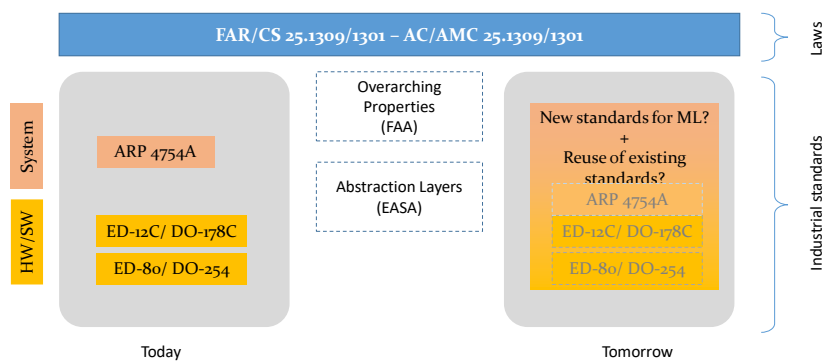 FAR/CS 25.1309/1301 – AC/AMC 25.1309/1301
Laws
System
HW/SW
ARP 4754A
ED-12C/ DO-178C
ED-80/ DO-254
Today
Overarching
Properties
(FAA)
Abstraction Layers
(EASA)
New standards for ML?
+
Reuse of existing
standards?
ARP 4754A
ED-12C/ DO-178C
ED-80/ DO-254
Tomorrow
Industrial standards